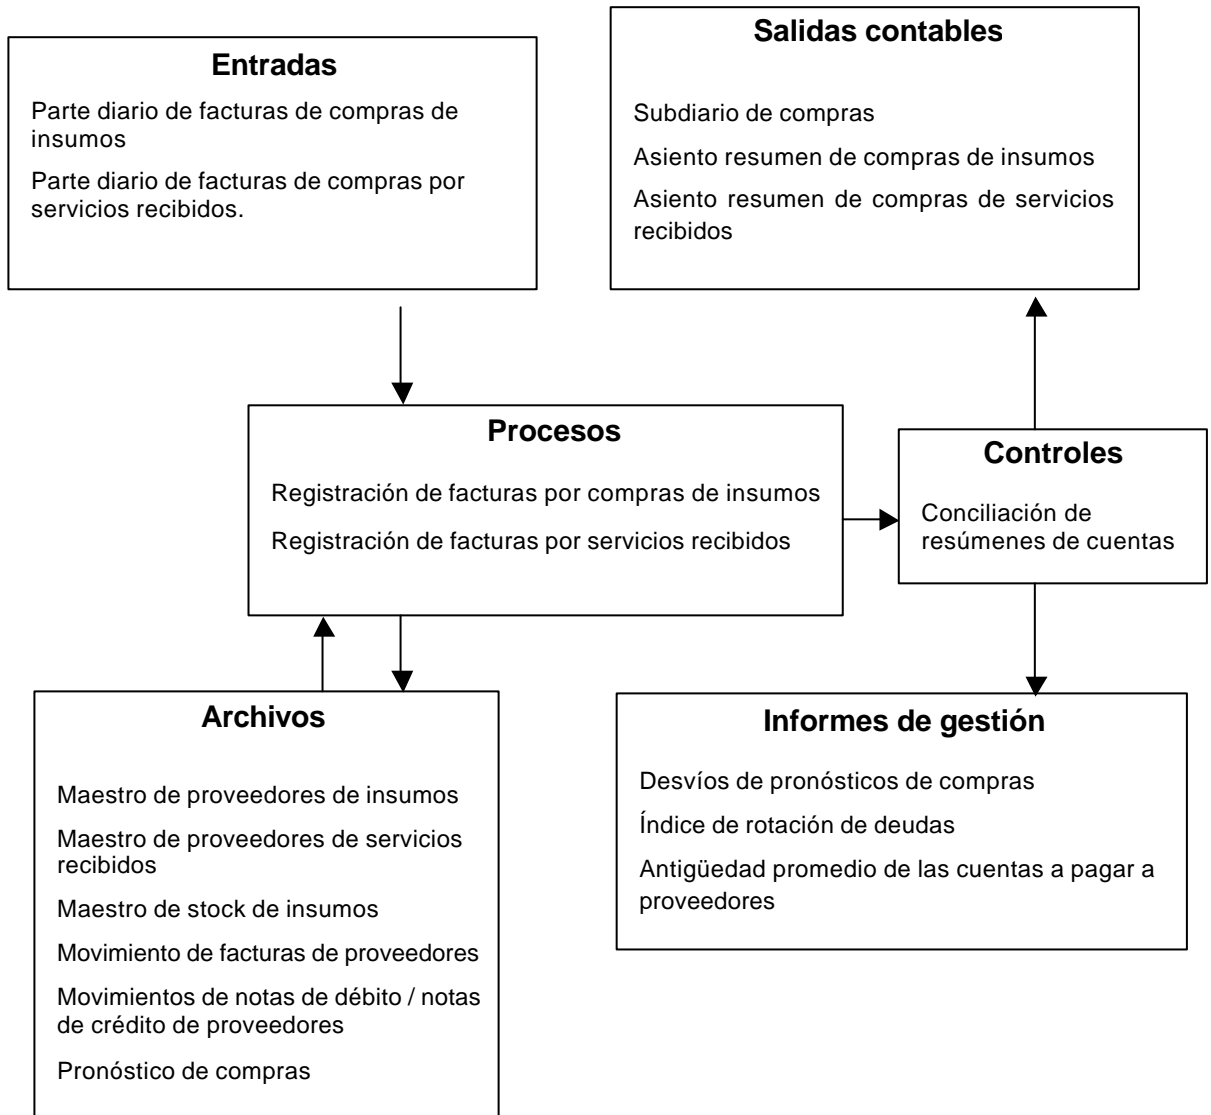 Entradas
Parte diario de facturas de compras de
insumos
Parte diario de facturas de compras por
servicios recibidos.
Salidas contables
Subdiario de compras
Asiento resumen de compras de insumos
Asiento resumen de compras de servicios
recibidos
Procesos
Registración de facturas por compras de insumos
Registración de facturas por servicios recibidos
Controles
Conciliación de
resúmenes de cuentas
Archivos
Maestro de proveedores de insumos
Maestro de proveedores de servicios
recibidos
Maestro de stock de insumos
Movimiento de facturas de proveedores
Movimientos de notas de débito / notas
de crédito de proveedores
Pronóstico de compras
Informes de gestión
Desvíos de pronósticos de compras
Índice de rotación de deudas
Antigüedad promedio de las cuentas a pagar a
proveedores